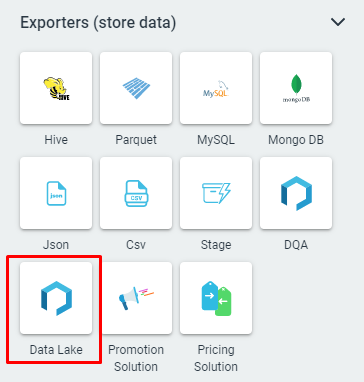 Exporters (store data)
HIVE
MySQL
mongoDB
Hive
Parquet
MySQL
Mongo DB
json
CSV
Json
Csv
Stage
DQA
Data Lake
Promotion
Solution
Pricing
Solution